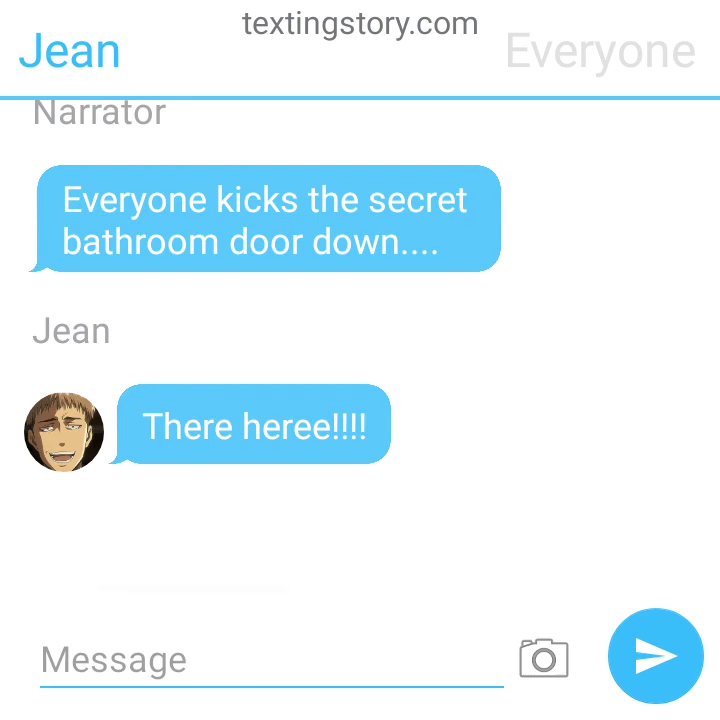 textingstory.com
Jean
Everyone
Narrator
Everyone kicks the secret
bathroom door down....
Jean
There heree!!!!
Message